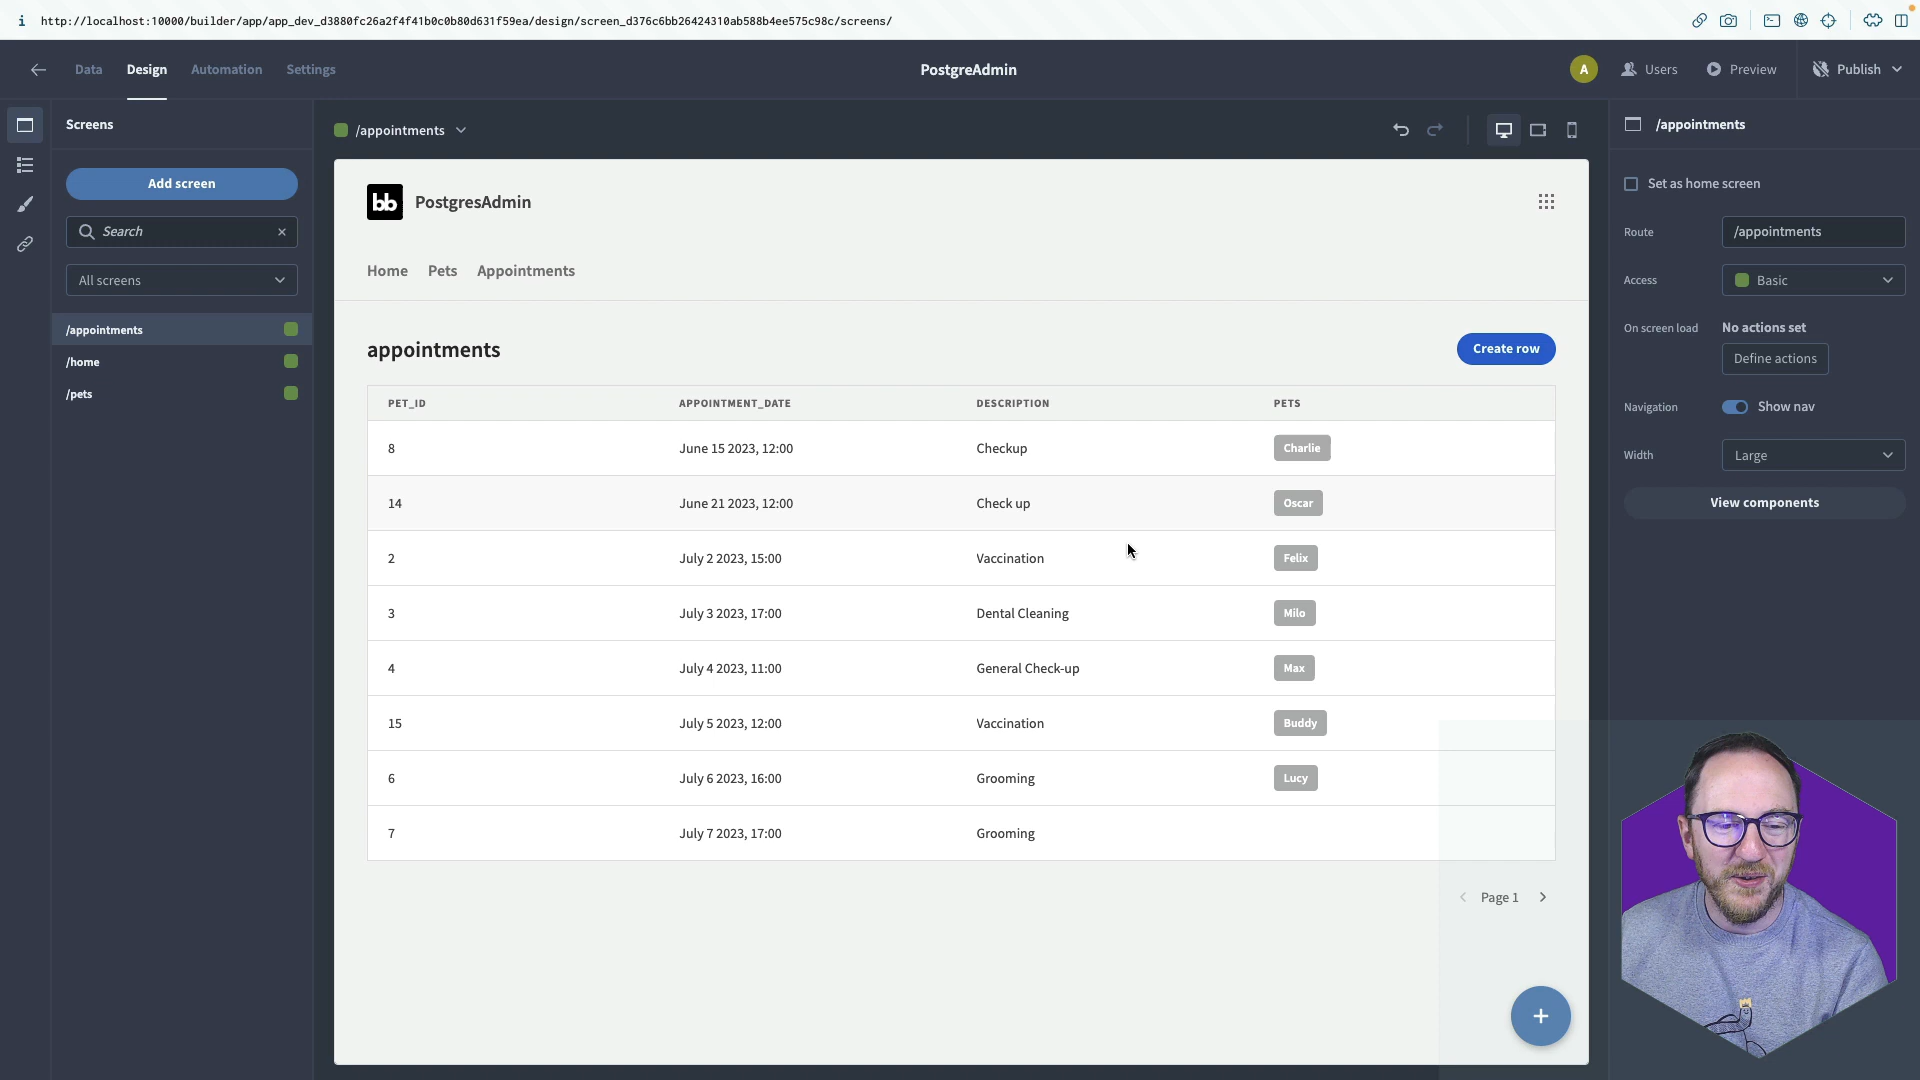 i http://localhost:10000/builder/app/app_dev_d3880fc26a2f4f41b0c0b80d631f59ea/design/screen_d376c6bb26424310ab588b4ee575c98c/screens/
Data Design Automation Settings PostgreAdmin A Users Preview Publish
Screens
Add screen
Search
All screens
/appointments
/home
/pets
/appointments
bb PostgresAdmin
Home Pets Appointments
appointments Create row
PET_ID APPOINTMENT_DATE DESCRIPTION PETS
8 June 15 2023, 12:00 Checkup Charlie
14 June 21 2023, 12:00 Check up Oscar
2 July 2 2023, 15:00 Vaccination Felix
3 July 3 2023, 17:00 Dental Cleaning Milo
4 July 4 2023, 11:00 General Check-up Max
15 July 5 2023, 12:00 Vaccination Buddy
6 July 6 2023, 16:00 Grooming Lucy
7 July 7 2023, 17:00 Grooming
Page 1
/appointments
Set as home screen
Route /appointments
Access Basic
On screen load No actions set
Define actions
Navigation Show nav
Width Large
View components